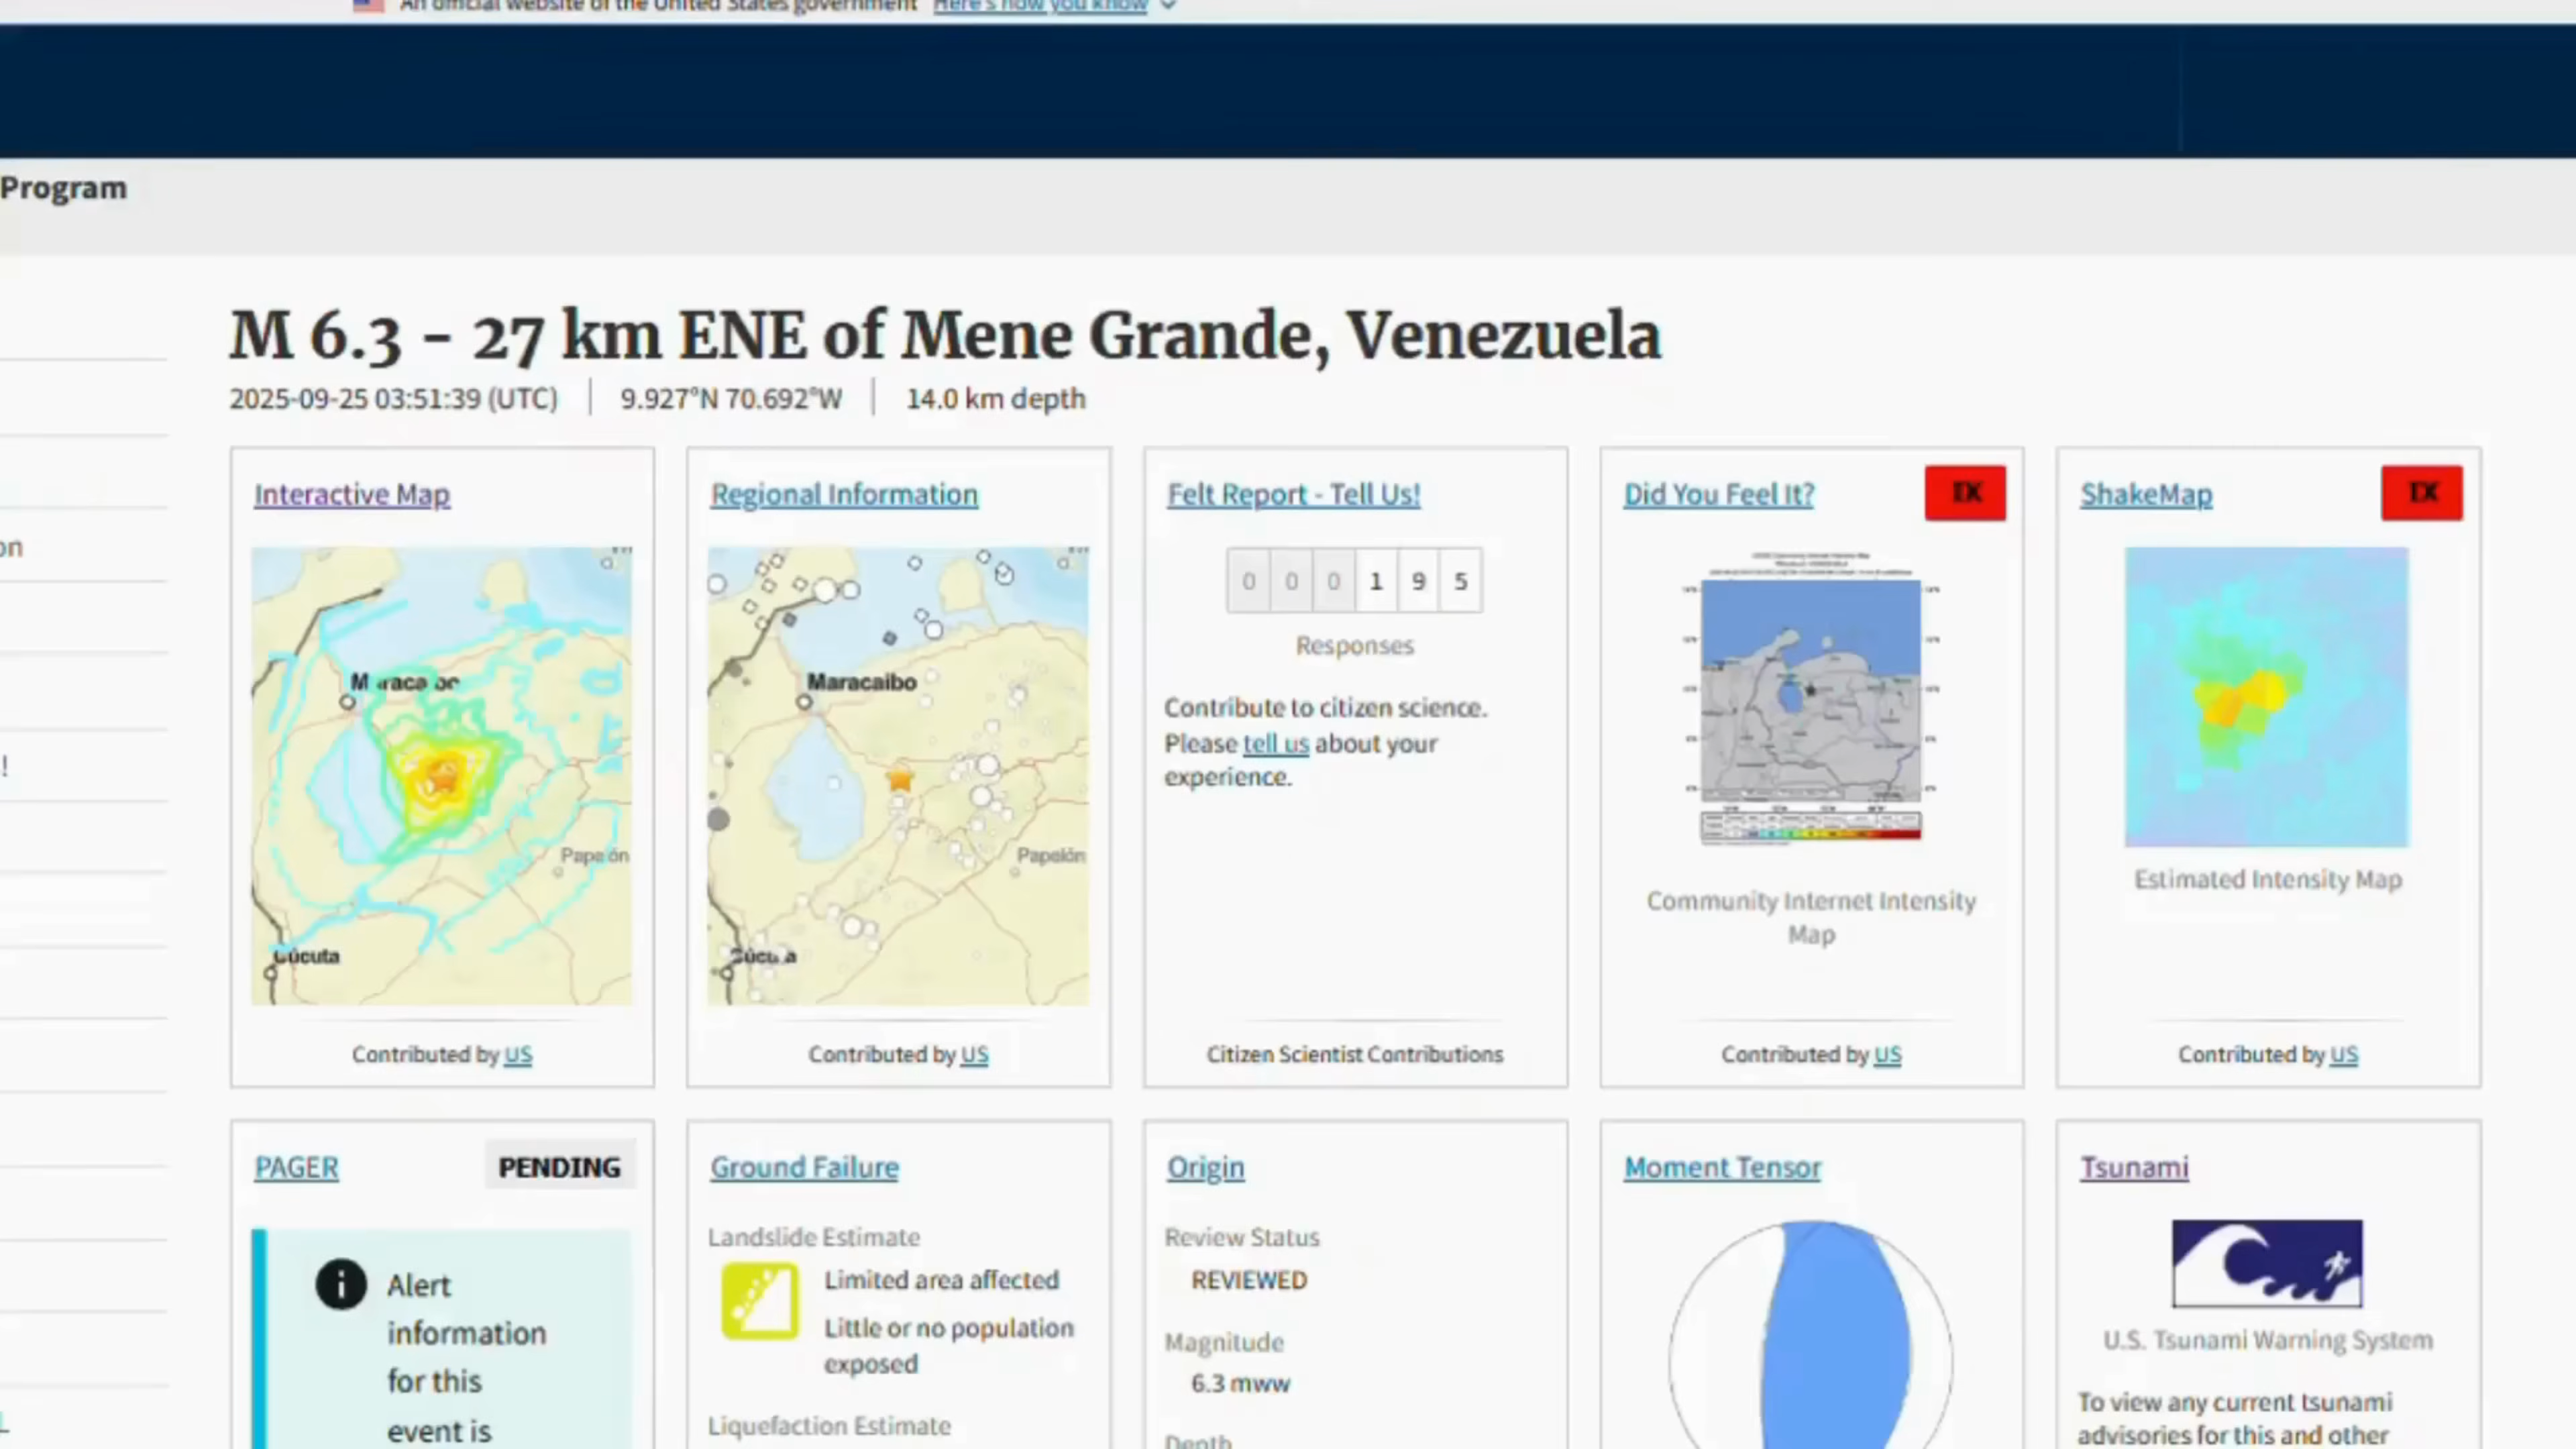 An official website of the United States government Here's how you know
Program
M 6.3 - 27 km ENE of Mene Grande, Venezuela
2025-09-25 03:51:39 (UTC) 9.927°N 70.692°W 14.0 km depth
on
!
Interactive Map
Cúcuta
Contributed by US
Regional Information
Maracaibo
Papelón
Contributed by US
Felt Report - Tell Us!
0 0 0 1 9 5
Responses
Contribute to citizen science.
Please tell us about your
experience.
Citizen Scientist Contributions
Did You Feel It?
IX
Community Internet Intensity
Map
Contributed by US
ShakeMap
IX
Estimated Intensity Map
Contributed by US
PAGER
PENDING
Alert
information
for this
event is
Ground Failure
Landslide Estimate
Limited area affected
Little or no population
exposed
Liquefaction Estimate
Origin
Review Status
REVIEWED
Magnitude
6.3 mww
Depth
Moment Tensor
Tsunami
U.S. Tsunami Warning System
To view any current tsunami
advisories for this and other